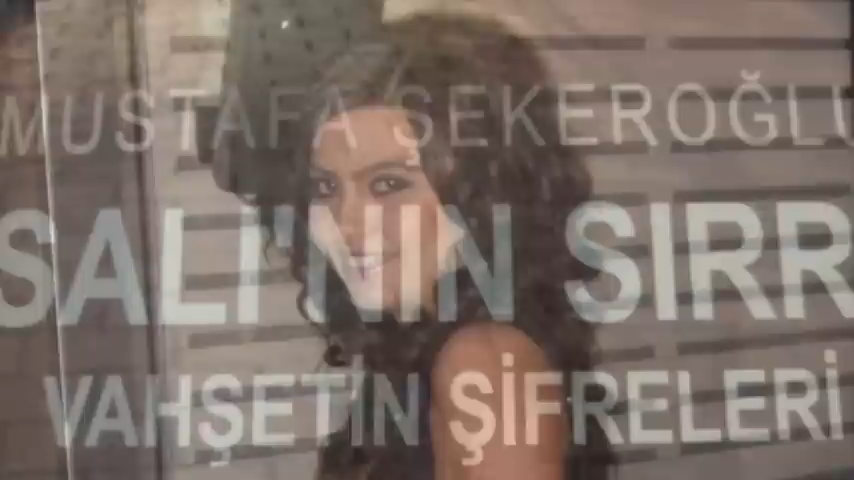 MUSTAFA ŞEKEROĞLU
SALI'NIN SIRR
VAHŞETİN ŞİFRELERİ